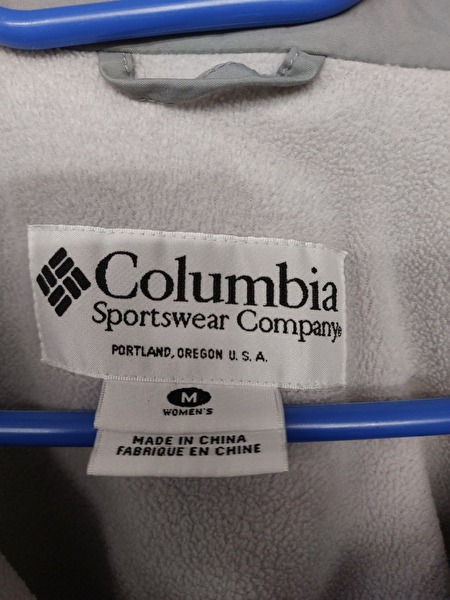 Columbia
Sportswear Company®
PORTLAND, OREGON U.S.A.
M
WOMEN'S
MADE IN CHINA
FABRIQUE EN CHINE